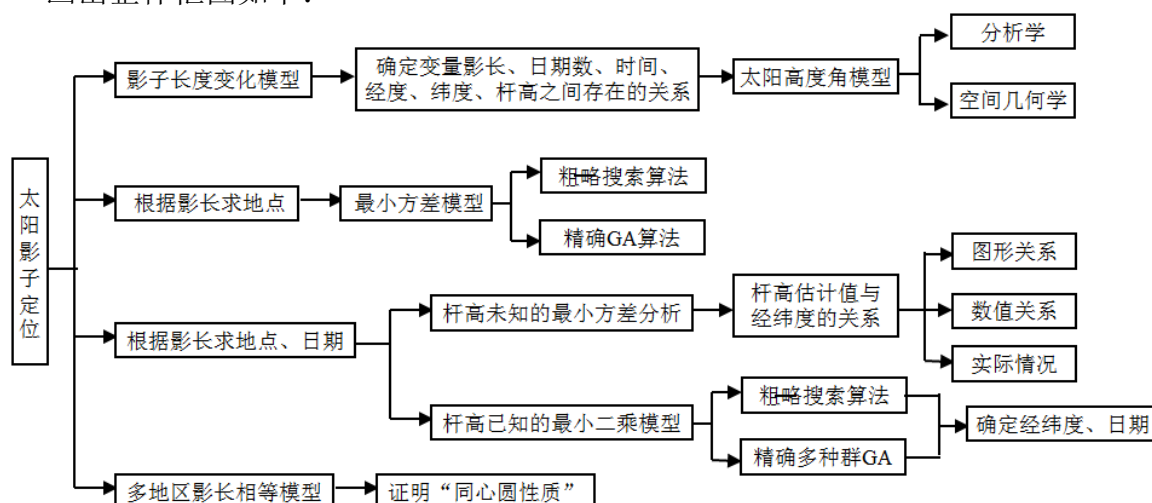 影子长度变化模型
确定变量影长、日期数、时间、
经度、纬度、杆高之间存在的关系
太阳高度角模型
分析学
空间几何学
太阳影子定位
根据影长求地点
最小方差模型
粗略搜索算法
精确GA算法
根据影长求地点、日期
杆高未知的最小方差分析
杆高估计值与
经纬度的关系
图形关系
数值关系
实际情况
杆高已知的最小二乘模型
粗略搜索算法
精确多种群GA
确定经纬度、日期
多地区影长相等模型
证明“同心圆性质”